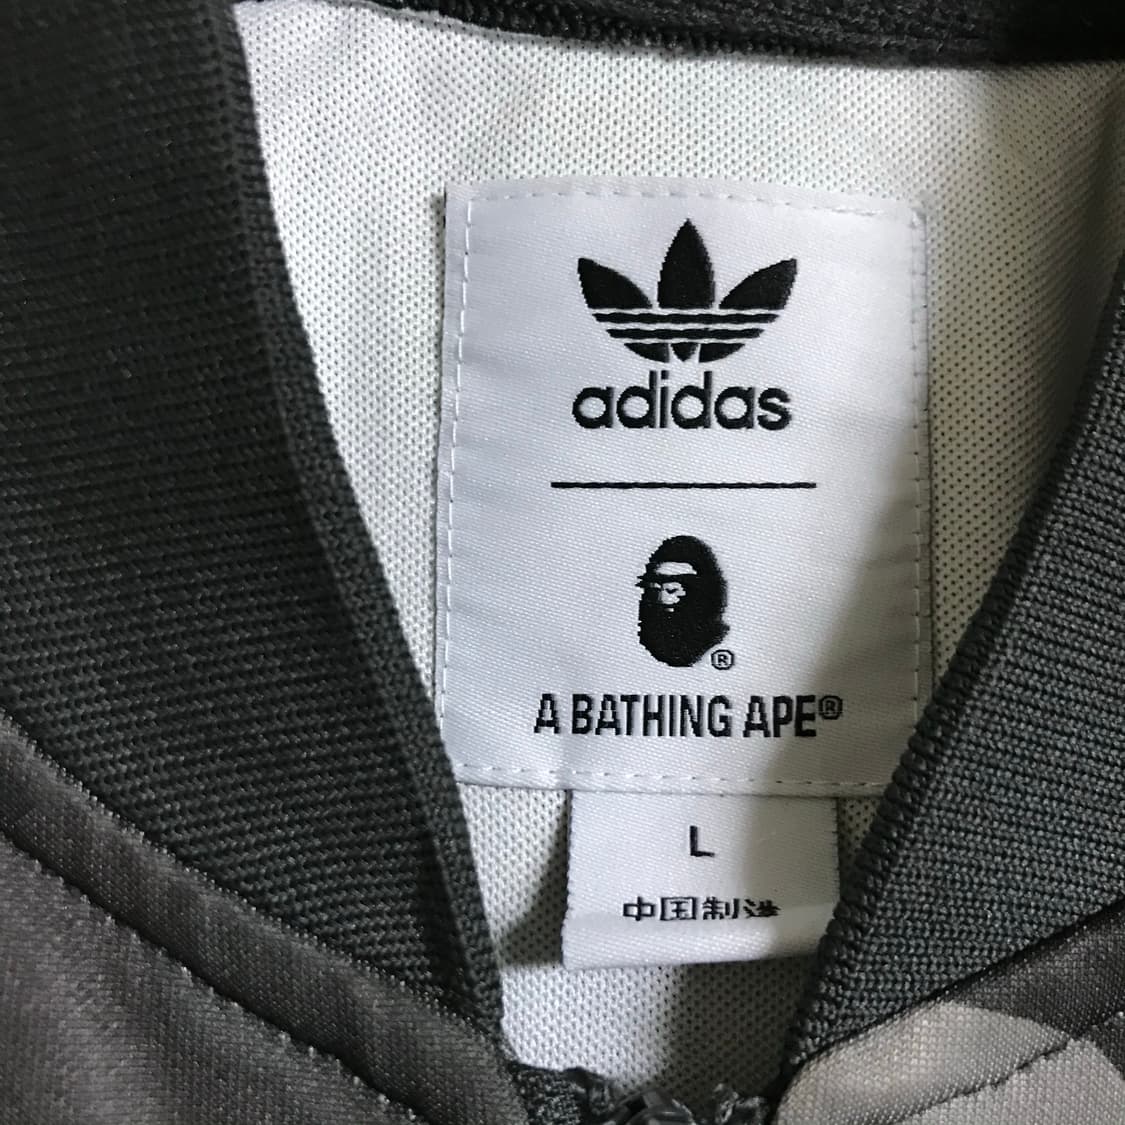 adidas
A BATHING APE®
L
中国制造